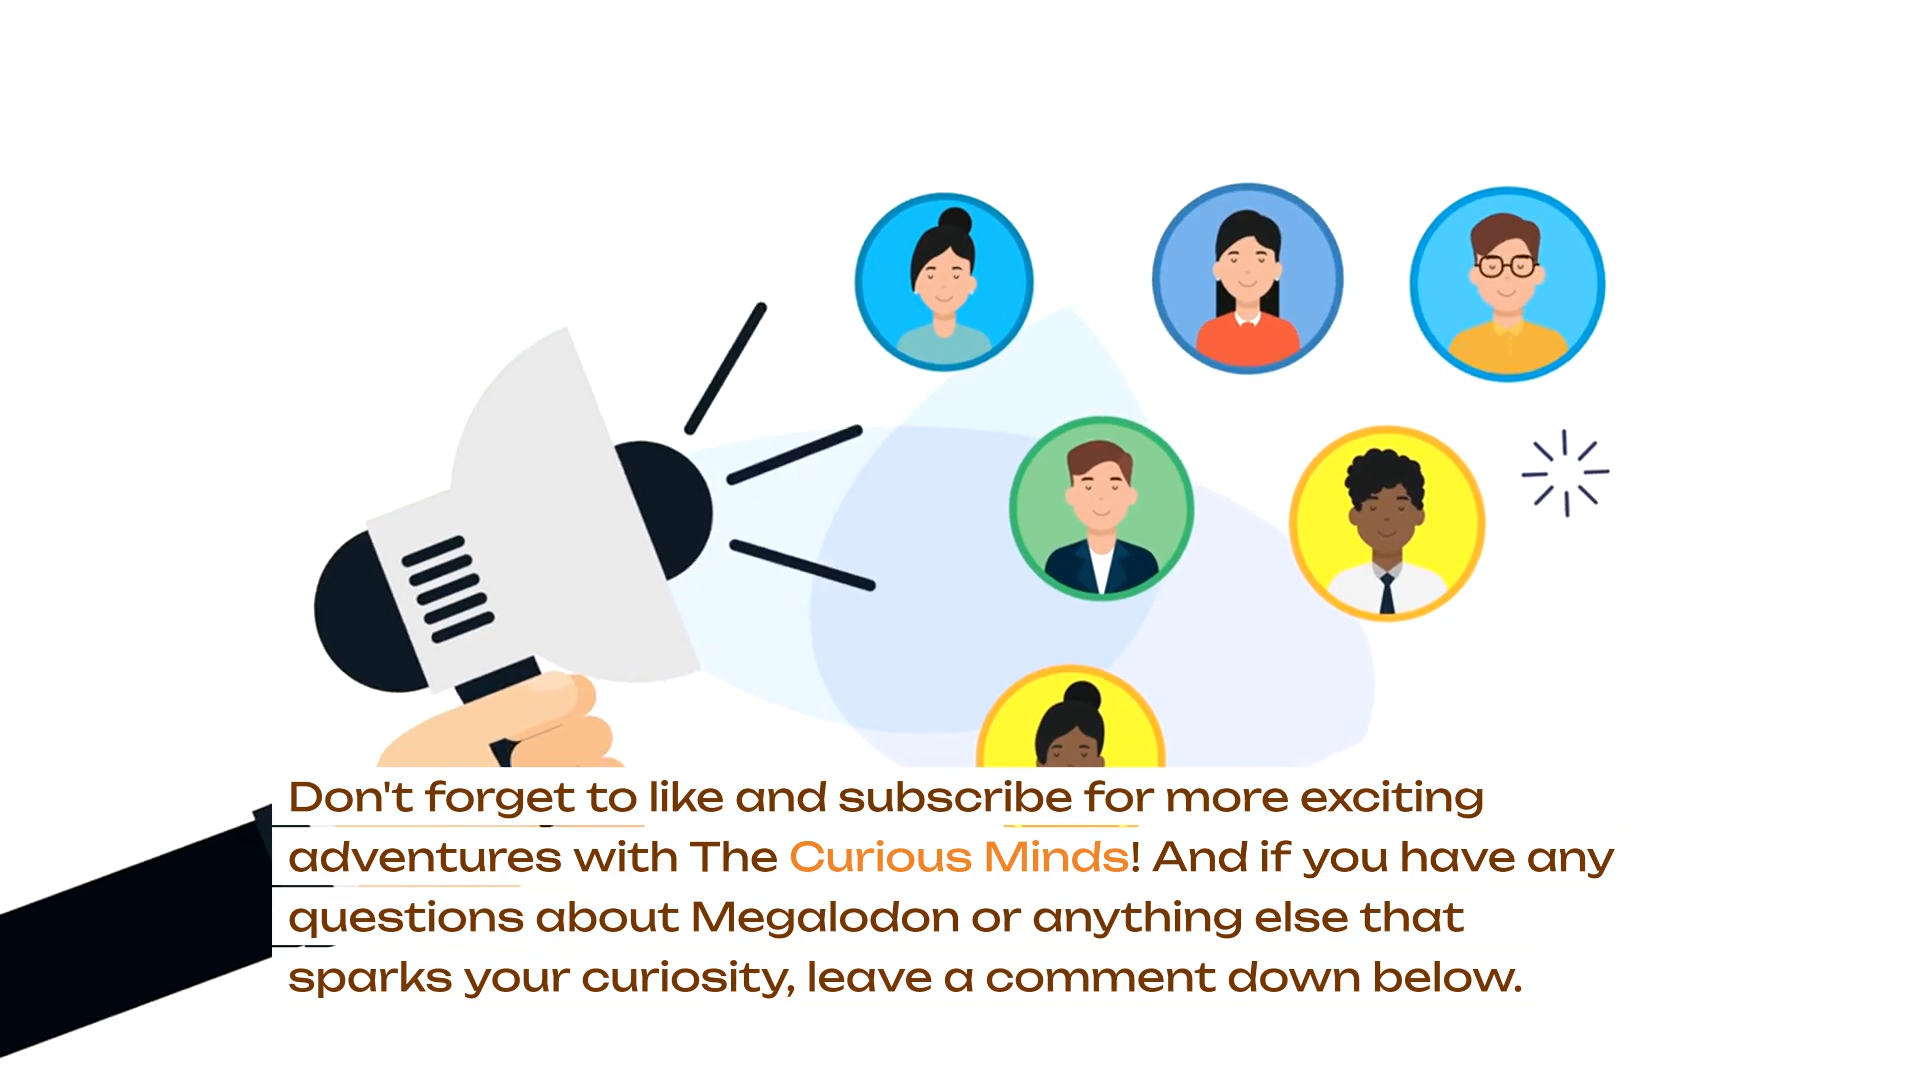 Don't forget to like and subscribe for more exciting
adventures with The Curious Minds! And if you have any
questions about Megalodon or anything else that
sparks your curiosity, leave a comment down below.